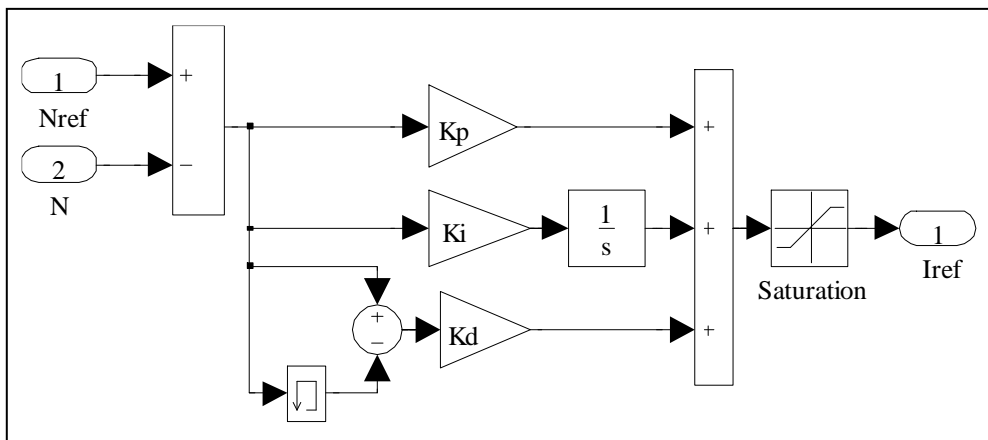 1
Nref
2
N
+
−
Kp
Ki
1
s
+
−
Kd
+
+
+
Saturation
1
Iref